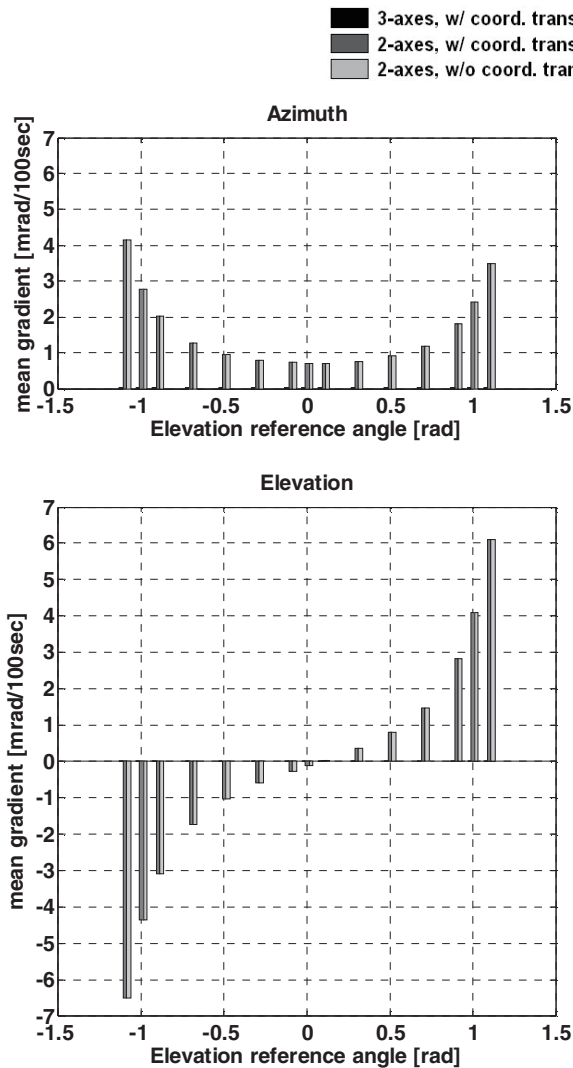 3-axes, w/ coord. trans
2-axes, w/ coord. trans
2-axes, w/o coord. tran
Azimuth
7
6
5
4
3
2
1
0
mean gradient [mrad/100sec]
-1.5 -1 -0.5 0 0.5 1 1.5
Elevation reference angle [rad]
Elevation
7
6
5
4
3
2
1
0
-1
-2
-3
-4
-5
-6
-7
mean gradient [mrad/100sec]
-1.5 -1 -0.5 0 0.5 1 1.5
Elevation reference angle [rad]